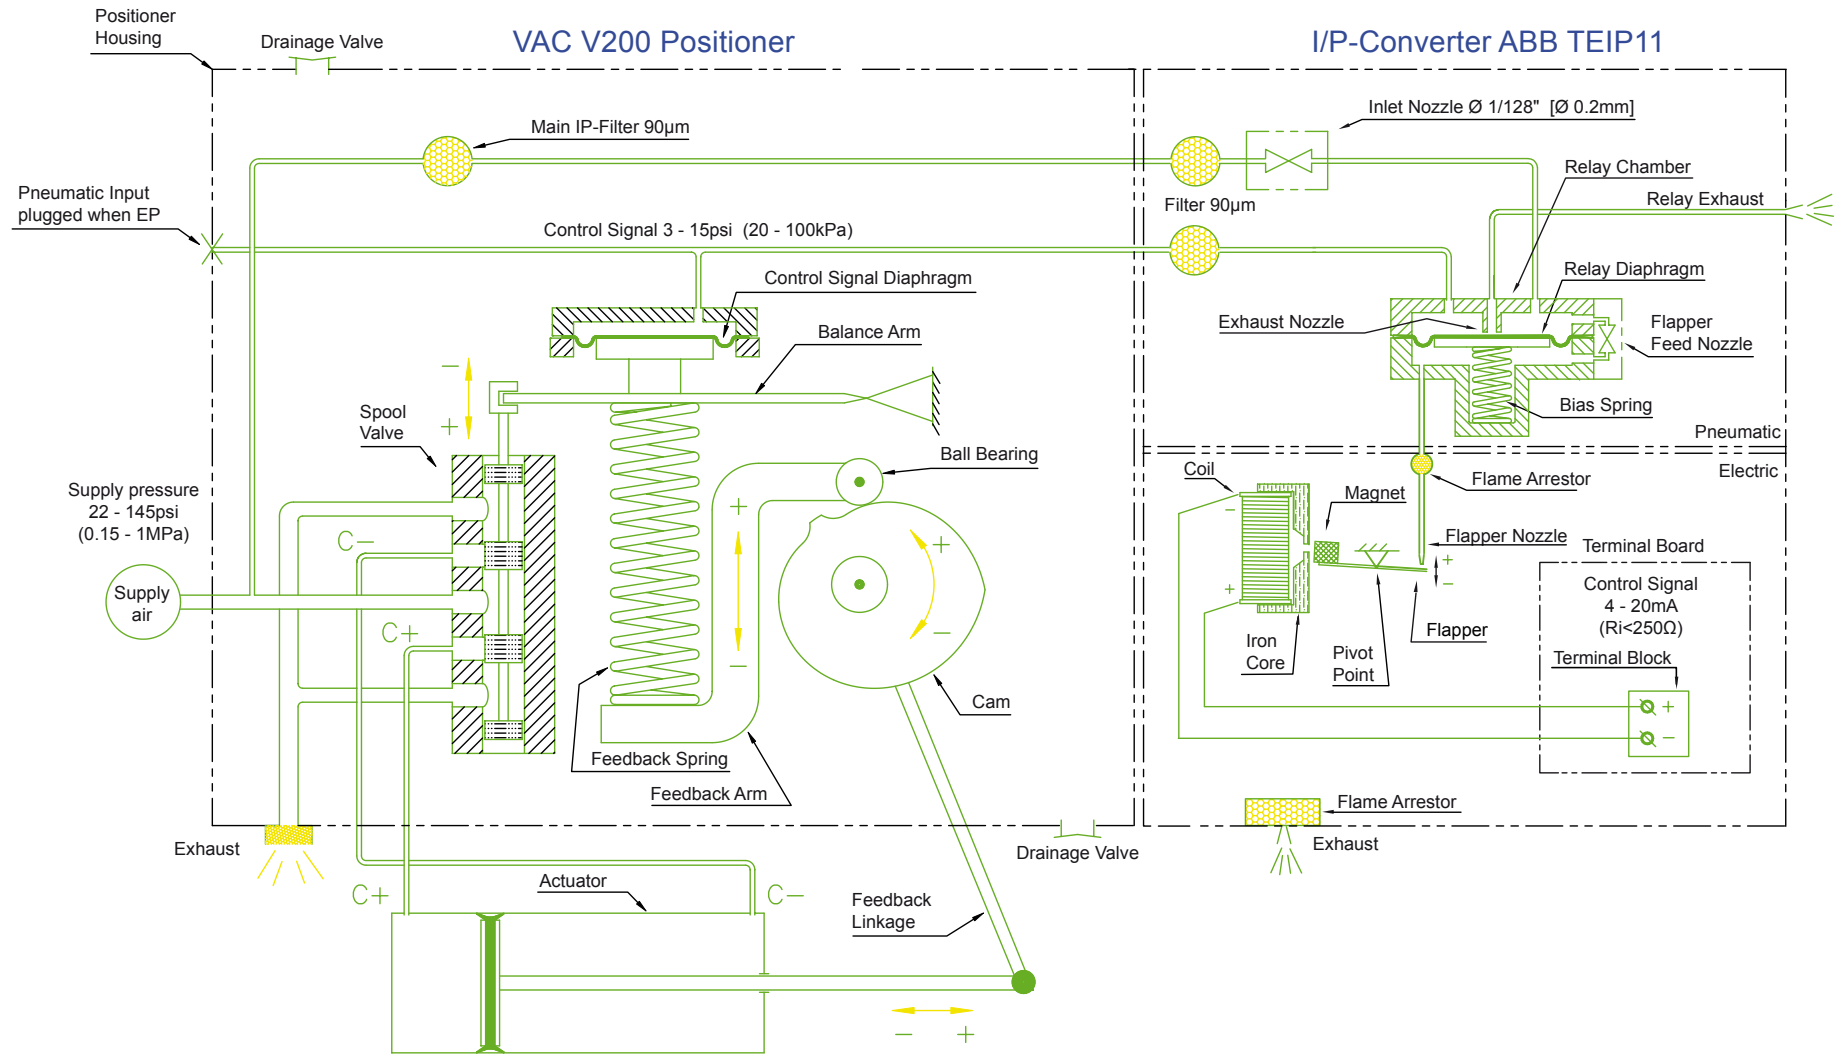 Positioner
Housing
Drainage Valve
VAC V200 Positioner
I/P-Converter ABB TEIP11
Inlet Nozzle Ø 1/128" [Ø 0.2mm]
Main IP-Filter 90µm
Relay Chamber
Pneumatic Input
plugged when EP
Filter 90µm
Relay Exhaust
Control Signal 3 - 15psi (20 - 100kPa)
Control Signal Diaphragm
Relay Diaphragm
Balance Arm
Exhaust Nozzle
Flapper
Feed Nozzle
−
+
Spool
Valve
Bias Spring
Pneumatic
Ball Bearing
Coil
Electric
Flame Arrestor
Supply pressure
22 - 145psi
(0.15 - 1MPa)
Magnet
+
−
C−
+
−
Flapper Nozzle
Terminal Board
+
−
Supply
air
C+
+
−
Control Signal
4 - 20mA
(Ri<250Ω)
Flapper
Iron
Core
Pivot
Point
Terminal Block
Cam
+
−
Feedback Spring
Feedback Arm
Flame Arrestor
Exhaust
Drainage Valve
Exhaust
Actuator
C+
C−
Feedback
Linkage
− +